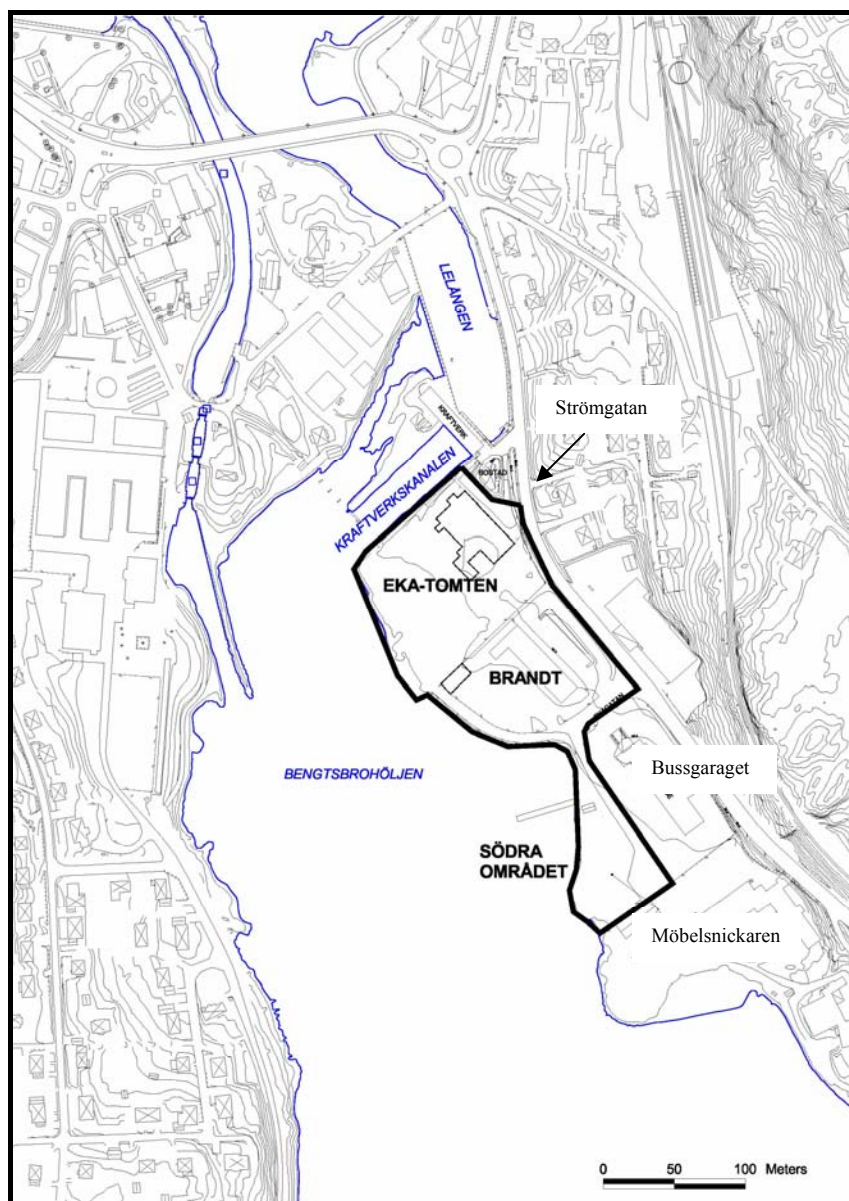 LELÅNGEN
Strömgatan
KRAFTVERK
BOSTAD
KRAFTVERKSKANALEN
EKA-TOMTEN
BRANDT
BENGTSBROHÖLJEN
Bussgaraget
SÖDRA
OMRÅDET
Möbelsnickaren
0 50 100 Meters